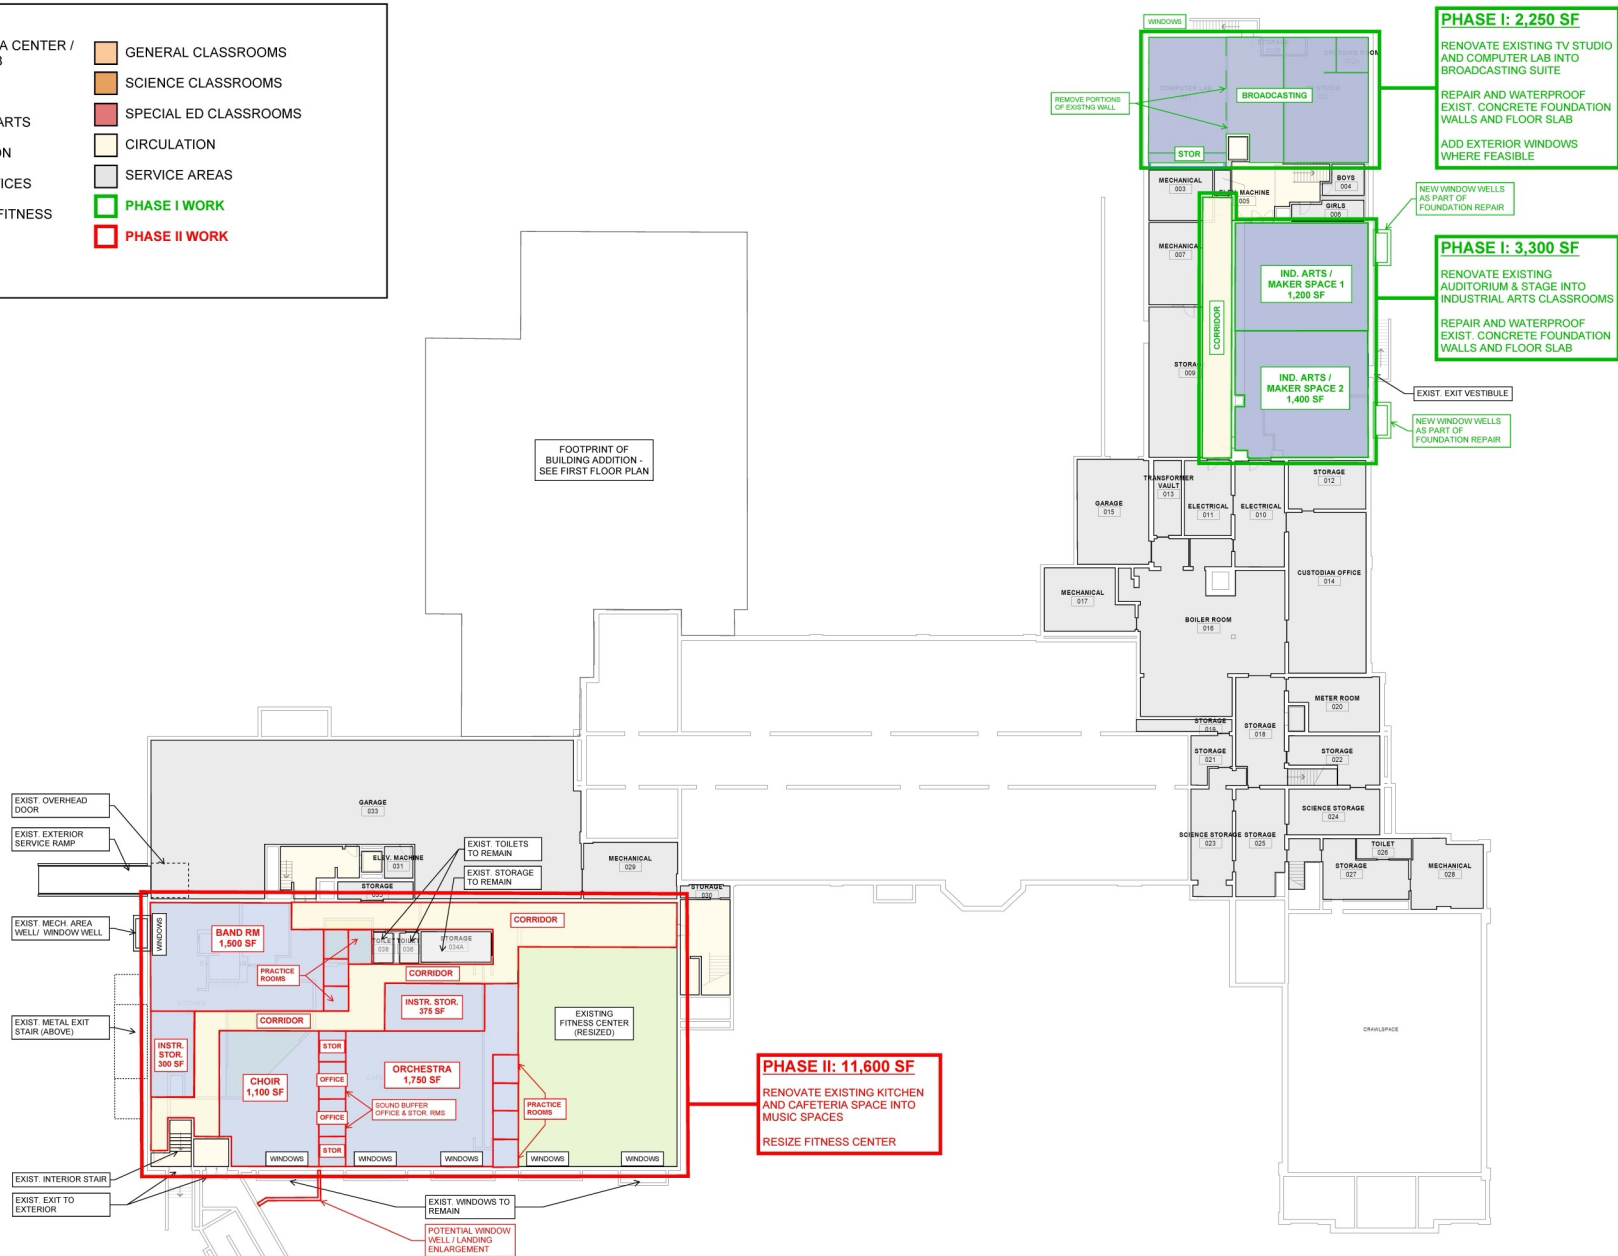 A CENTER /
B
ARTS
ON
ICES
FITNESS
GENERAL CLASSROOMS
SCIENCE CLASSROOMS
SPECIAL ED CLASSROOMS
CIRCULATION
SERVICE AREAS
PHASE I WORK
PHASE II WORK
WINDOWS
REMOVE PORTIONS
OF EXISTNG WALL
COMPUTER LAB
BROADCASTING
STOR
PHASE I: 2,250 SF
RENOVATE EXISTING TV STUDIO
AND COMPUTER LAB INTO
BROADCASTING SUITE
REPAIR AND WATERPROOF
EXIST. CONCRETE FOUNDATION
WALLS AND FLOOR SLAB
ADD EXTERIOR WINDOWS
WHERE FEASIBLE
MECHANICAL
003
ELEV. MACHINE
005
BOYS
004
GIRLS
006
NEW WINDOW WELLS
AS PART OF
FOUNDATION REPAIR
MECHANICA
007
CORRIDOR
IND. ARTS /
MAKER SPACE 1
1,200 SF
PHASE I: 3,300 SF
RENOVATE EXISTING
AUDITORIUM & STAGE INTO
INDUSTRIAL ARTS CLASSROOMS
REPAIR AND WATERPROOF
EXIST. CONCRETE FOUNDATION
WALLS AND FLOOR SLAB
STORA
009
IND. ARTS /
MAKER SPACE 2
1,400 SF
EXIST. EXIT VESTIBULE
NEW WINDOW WELLS
AS PART OF
FOUNDATION REPAIR
FOOTPRINT OF
BUILDING ADDITION -
SEE FIRST FLOOR PLAN
GARAGE
015
TRANSFORMER
VAULT
013
ELECTRICAL
011
ELECTRICAL
010
STORAGE
012
CUSTODIAN OFFICE
014
MECHANICAL
017
BOILER ROOM
016
METER ROOM
020
STORAGE
019
STORAGE
018
STORAGE
021
STORAGE
022
SCIENCE STORAGE
024
SCIENCE STORAGE
023
STORAGE
025
TOILET
026
STORAGE
027
MECHANICAL
028
CRAWLSPACE
GARAGE
033
EXIST. OVERHEAD
DOOR
EXIST. EXTERIOR
SERVICE RAMP
ELEV. MACHINE
031
STORAGE
EXIST. TOILETS
TO REMAIN
EXIST. STORAGE
TO REMAIN
MECHANICAL
029
STORAGE
030
EXIST. MECH. AREA
WELL/ WINDOW WELL
WINDOWS
BAND RM
1,500 SF
PRACTICE
ROOMS
TOILET
TOILET
036
STORAGE
034A
CORRIDOR
CORRIDOR
KITCHEN
INSTR. STOR.
375 SF
EXIST. METAL EXIT
STAIR (ABOVE)
CORRIDOR
EXISTING
FITNESS CENTER
(RESIZED)
INSTR.
STOR.
300 SF
STOR
CHOIR
1,100 SF
OFFICE
ORCHESTRA
1,750 SF
OFFICE
SOUND BUFFER
OFFICE & STOR. RMS
PRACTICE
ROOMS
STOR
WINDOWS
WINDOWS
WINDOWS
WINDOWS
WINDOWS
PHASE II: 11,600 SF
RENOVATE EXISTING KITCHEN
AND CAFETERIA SPACE INTO
MUSIC SPACES
RESIZE FITNESS CENTER
EXIST. INTERIOR STAIR
EXIST. EXIT TO
EXTERIOR
EXIST. WINDOWS TO
REMAIN
POTENTIAL WINDOW
WELL / LANDING
ENLARGEMENT